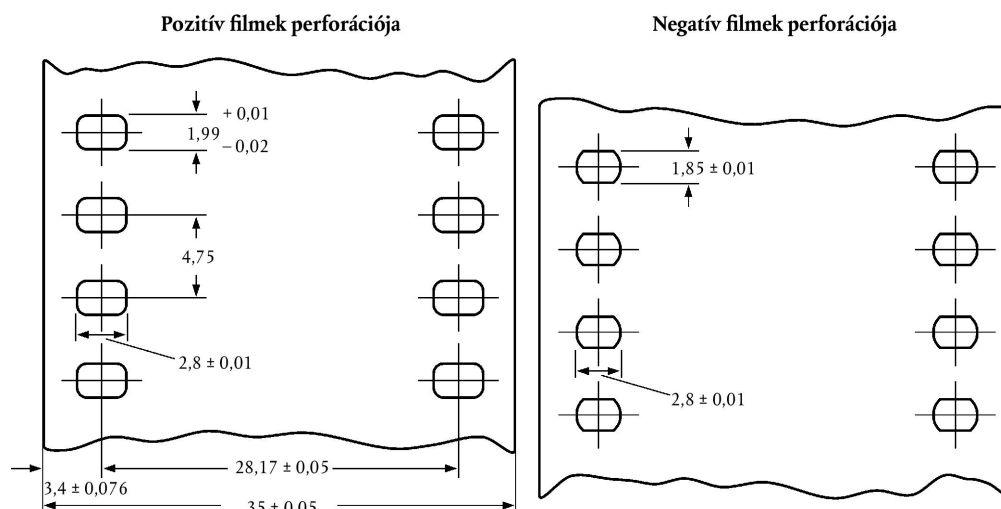 Pozitív filmek perforációja
Negatív filmek perforációja
+ 0,01
1,99
– 0,02
4,75
2,8 ± 0,01
28,17 ± 0,05
3,4 ± 0,076
35 ± 0,05
1,85 ± 0,01
2,8 ± 0,01